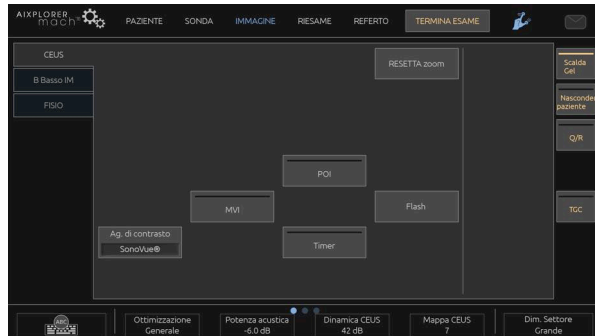 AIXPLORER
mach®
PAZIENTE
SONDA
IMMAGINE
RIESAME
REFERTO
TERMINA ESAME
CEUS
B Basso IM
FISIO
RESETTA zoom
Scalda
Gel
Nascondere
paziente
Q/R
POI
MVI
Flash
TGC
Ag. di contrasto
SonoVue®
Timer
ABC
Ottimizzazione
Generale
Potenza acustica
-6.0 dB
Dinamica CEUS
42 dB
Mappa CEUS
7
Dim. Settore
Grande